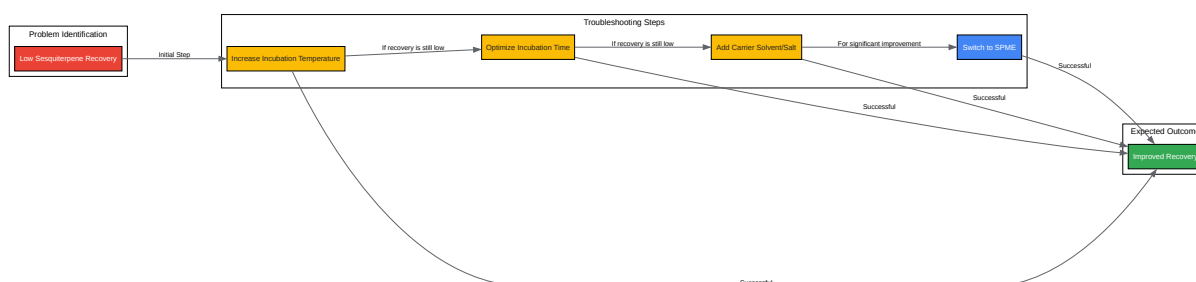 Troubleshooting Steps
Problem Identification
Low Sesquiterpene Recovery
Initial Step
Increase Incubation Temperature
If recovery is still low
Optimize Incubation Time
If recovery is still low
Add Carrier Solvent/Salt
For significant improvement
Switch to SPME
Successful
Successful
Successful
Expected Outcome
Improved Recovery
Successful